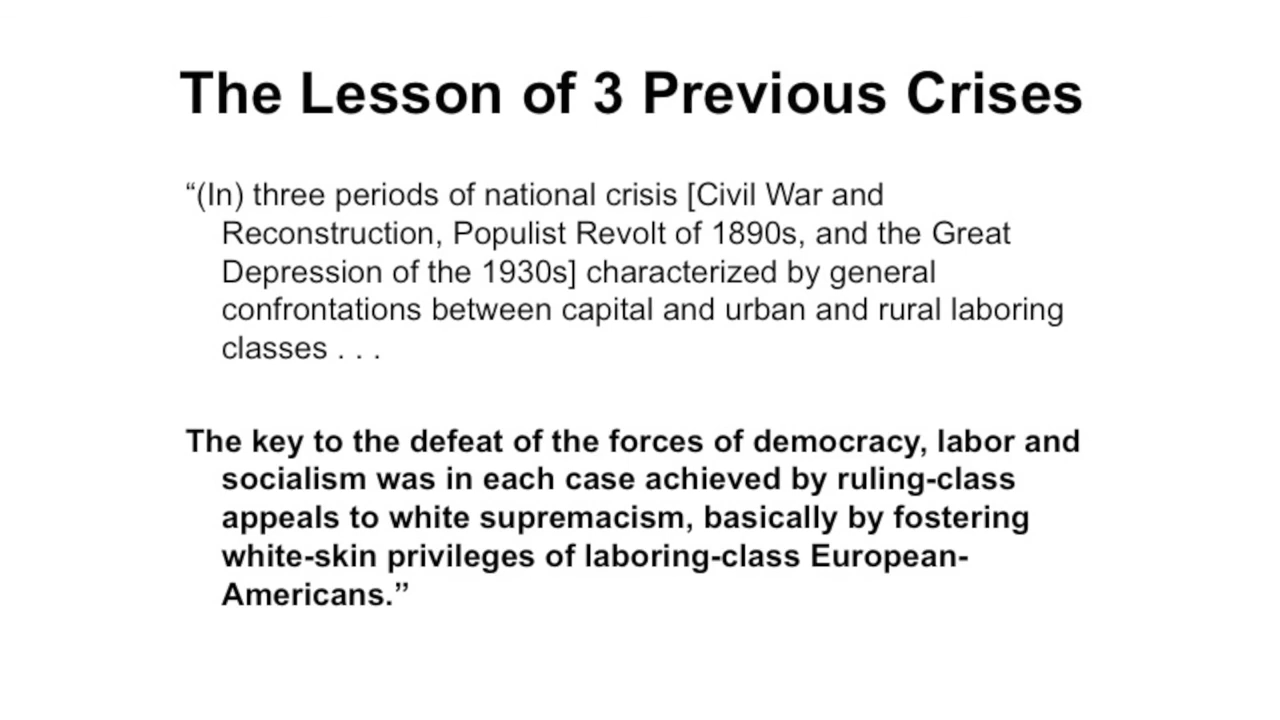 The Lesson of 3 Previous Crises
“(In) three periods of national crisis [Civil War and
Reconstruction, Populist Revolt of 1890s, and the Great
Depression of the 1930s] characterized by general
confrontations between capital and urban and rural laboring
classes . . .
The key to the defeat of the forces of democracy, labor and
socialism was in each case achieved by ruling-class
appeals to white supremacism, basically by fostering
white-skin privileges of laboring-class European-
Americans.”